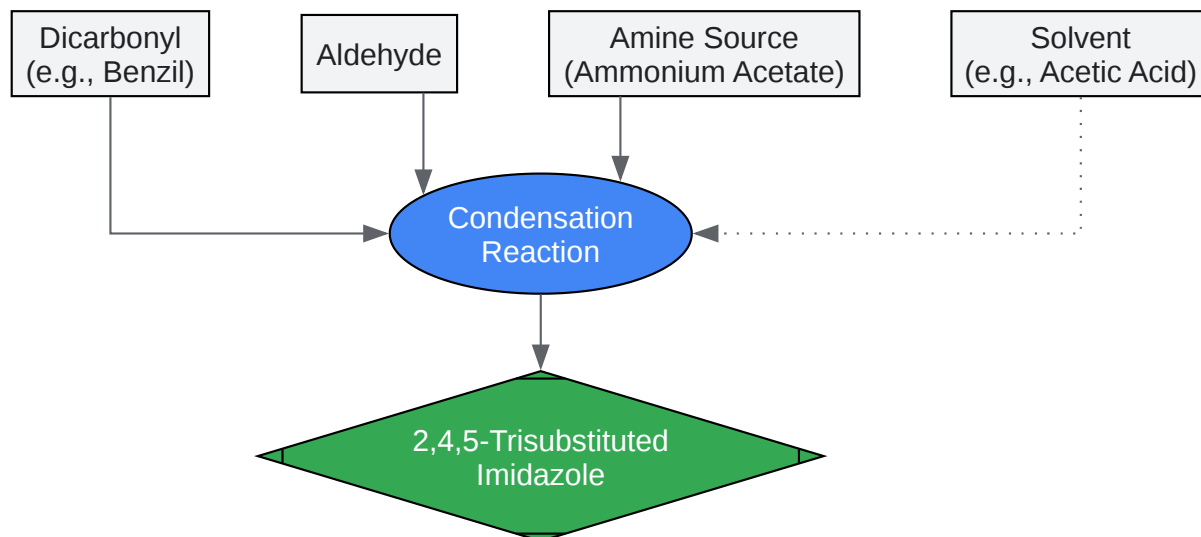 Dicarbonyl
(e.g., Benzil)
Aldehyde
Amine Source
(Ammonium Acetate)
Solvent
(e.g., Acetic Acid)
Condensation
Reaction
2,4,5-Trisubstituted
Imidazole